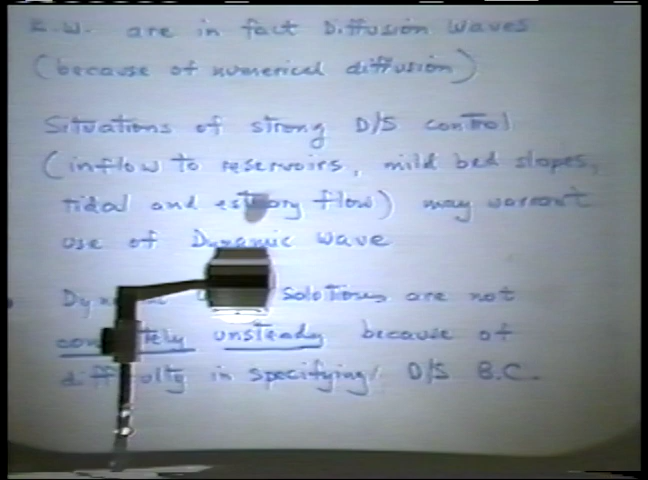 K.W. are in fact Diffusion Waves
(because of numerical diffusion)
Situations of strong D/S control
(inflow to reservoirs, mild bed slopes,
tidal and estuary flow) may warrant
use of Dynamic Wave
Solutions are not
unsteady because of
in specifying D/S B.C.